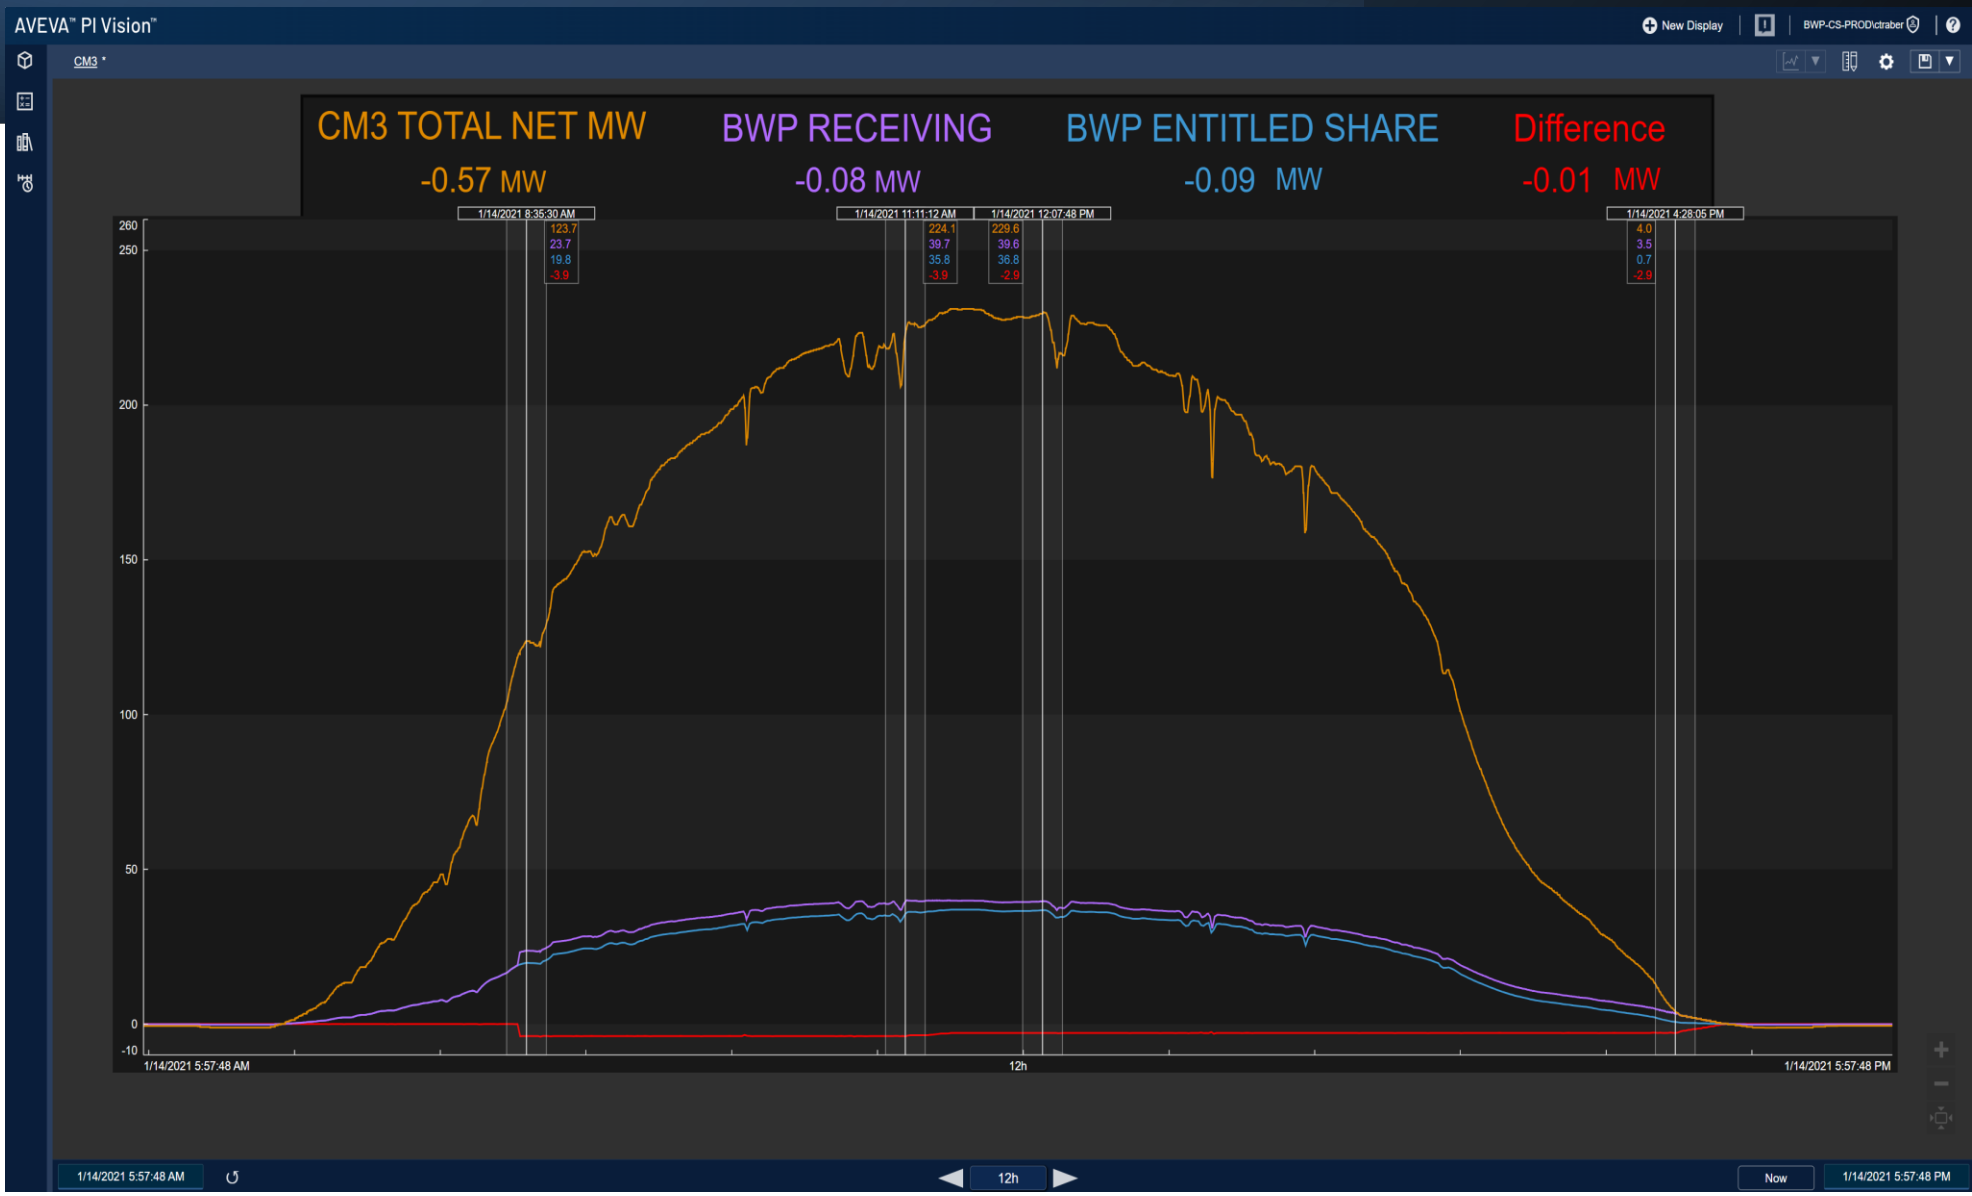 AVEVA™ PI Vision™
New Display
BWP-CS-PROD\ctraber
?
CM3 *
CM3 TOTAL NET MW
BWP RECEIVING
BWP ENTITLED SHARE
Difference
-0.57 MW
-0.08 MW
-0.09 MW
-0.01 MW
1/14/2021 8:35:30 AM
1/14/2021 11:11:12 AM
1/14/2021 12:07:48 PM
1/14/2021 4:28:05 PM
123.7
23.7
19.8
-3.9
224.1
39.7
35.8
-3.9
229.6
39.6
36.8
-2.9
4.0
3.5
0.7
-2.9
260
250
200
150
100
50
0
-10
1/14/2021 5:57:48 AM
12h
1/14/2021 5:57:48 PM
1/14/2021 5:57:48 AM
12h
Now
1/14/2021 5:57:48 PM